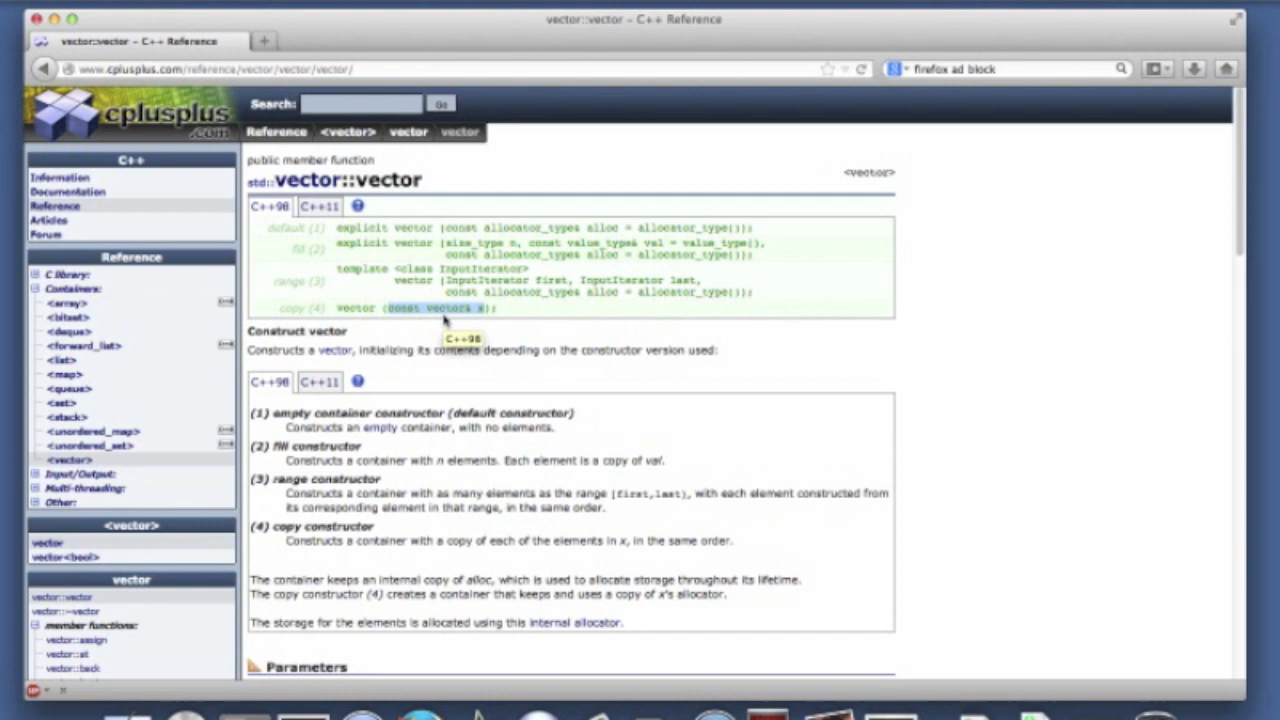 vector::vector – C++ Reference
vector::vector – C++ Reference
+
www.cplusplus.com/reference/vector/vector/vector/
firefox ad block
cplusplus
.com
Search:
Go
Reference <vector> vector vector
C++
Information
Documentation
Reference
Articles
Forum
Reference
C library:
Containers:
<array>
<bitset>
<deque>
<forward_list>
<list>
<map>
<queue>
<set>
<stack>
<unordered_map>
<unordered_set>
<vector>
Input/Output:
Multi-threading:
Other:
<vector>
vector
vector<bool>
vector
vector::vector
vector::~vector
member functions:
vector::assign
vector::at
vector::back
public member function
<vector>
std::vector::vector
C++98 C++11 ?
default (1) explicit vector (const allocator_type& alloc = allocator_type());
fill (2) explicit vector (size_type n, const value_type& val = value_type(),
const allocator_type& alloc = allocator_type());
template <class InputIterator>
range (3) vector (InputIterator first, InputIterator last,
const allocator_type& alloc = allocator_type());
copy (4) vector (const vector& x);
C++98
Construct vector
Constructs a vector, initializing its contents depending on the constructor version used:
C++98 C++11 ?
(1) empty container constructor (default constructor)
Constructs an empty container, with no elements.
(2) fill constructor
Constructs a container with n elements. Each element is a copy of val.
(3) range constructor
Constructs a container with as many elements as the range [first,last), with each element constructed from
its corresponding element in that range, in the same order.
(4) copy constructor
Constructs a container with a copy of each of the elements in x, in the same order.
The container keeps an internal copy of alloc, which is used to allocate storage throughout its lifetime.
The copy constructor (4) creates a container that keeps and uses a copy of x's allocator.
The storage for the elements is allocated using this internal allocator.
Parameters